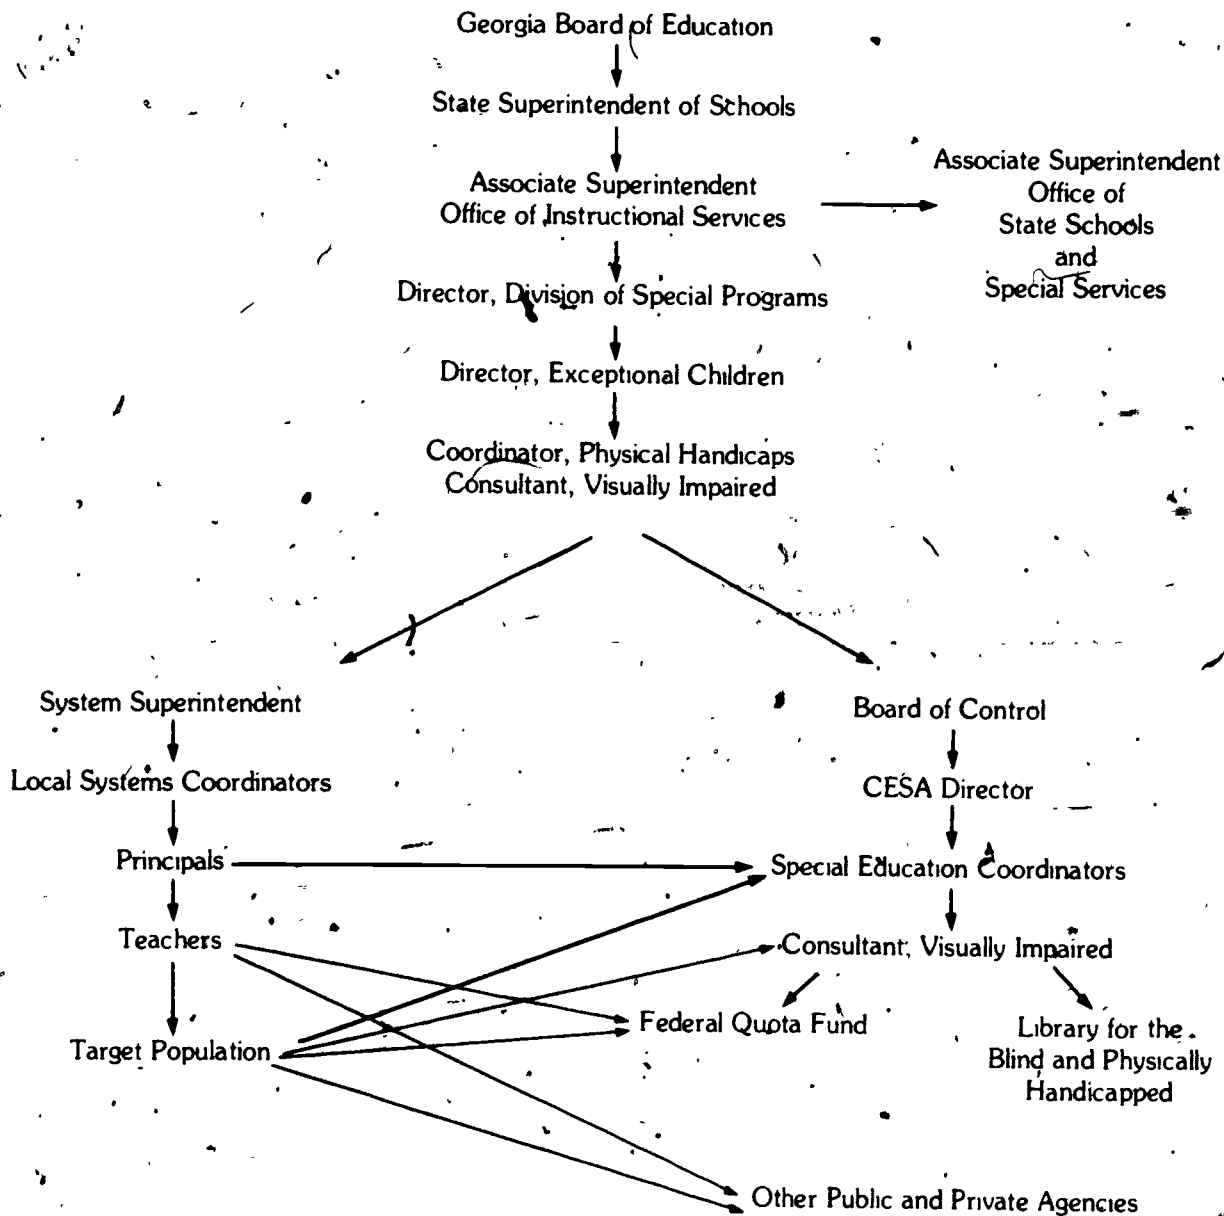 Georgia Board of Education
State Superintendent of Schools
Associate Superintendent
Office of Instructional Services
Associate Superintendent
Office of
State Schools
and
Special Services
Director, Division of Special Programs
Director, Exceptional Children
Coordinator, Physical Handicaps
Consultant, Visually Impaired
System Superintendent
Local Systems Coordinators
Principals
Teachers
Target Population
Board of Control
CESA Director
Special Education Coordinators
Consultant, Visually Impaired
Federal Quota Fund
Library for the
Blind and Physically
Handicapped
Other Public and Private Agencies